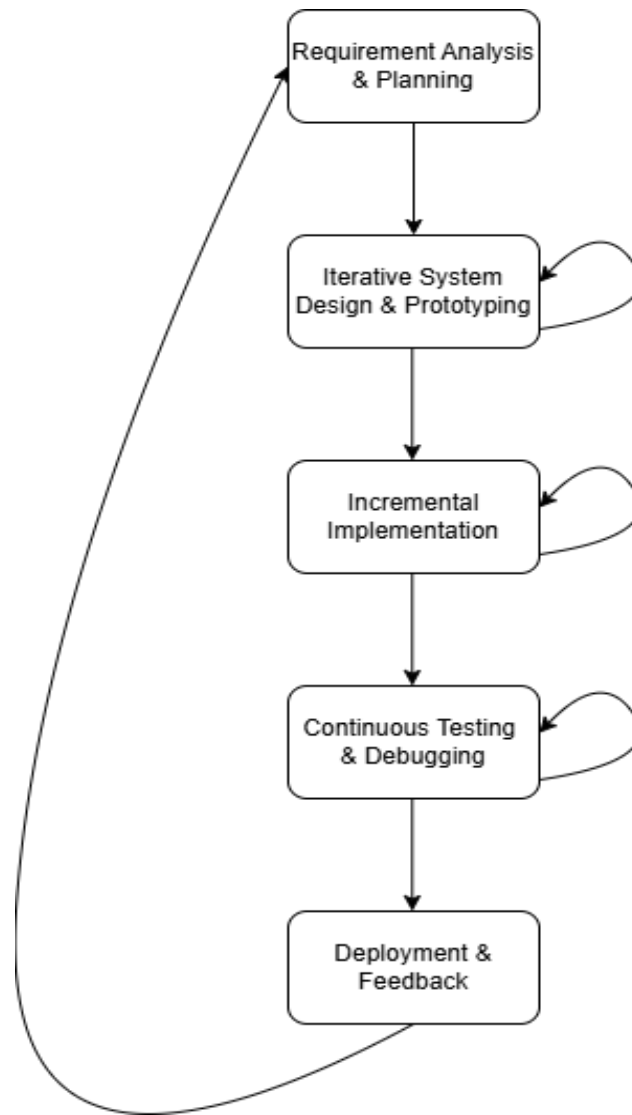 Requirement Analysis
& Planning
Iterative System
Design & Prototyping
Incremental
Implementation
Continuous Testing
& Debugging
Deployment &
Feedback